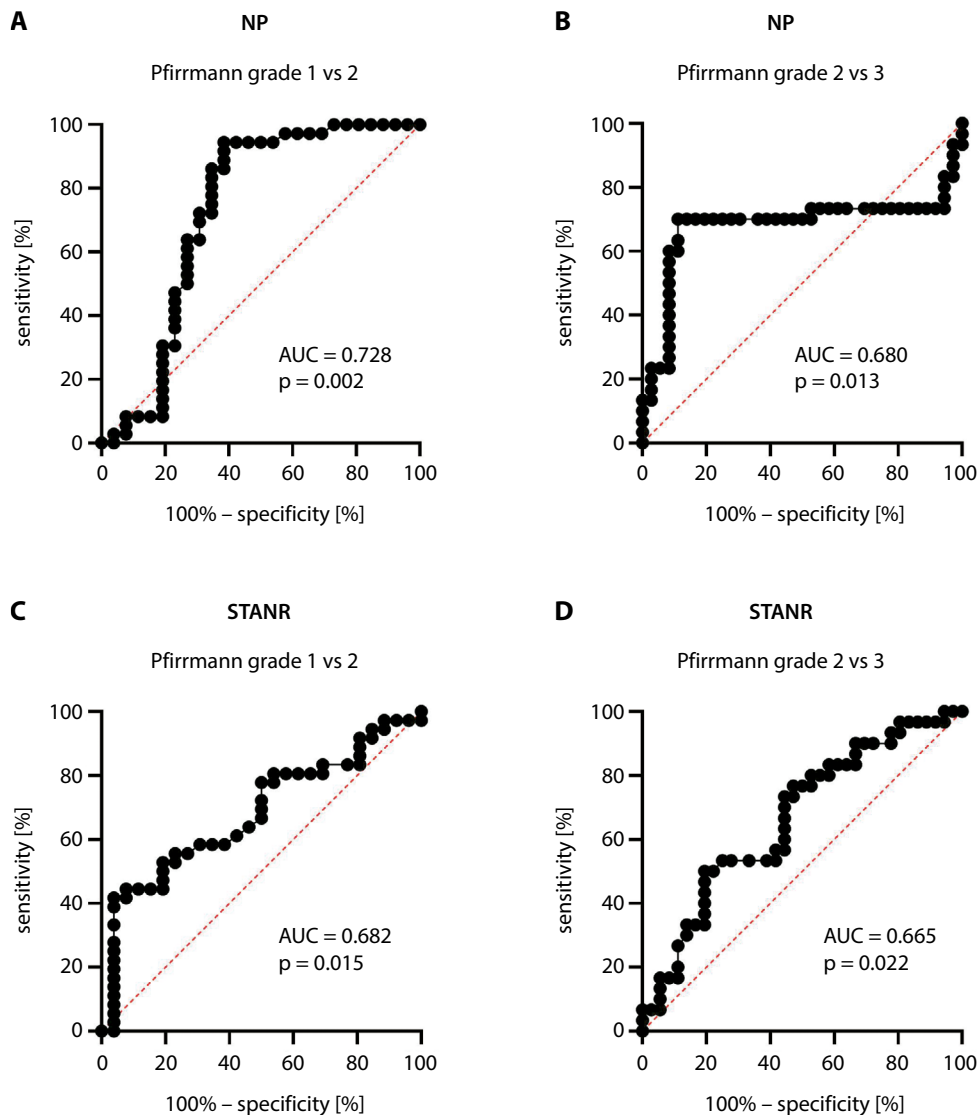 A
NP
Pfirrmann grade 1 vs 2
100
80
60
40
20
0
sensitivity [%]
AUC = 0.728
p = 0.002
0 20 40 60 80 100
100% – specificity [%]
B
NP
Pfirrmann grade 2 vs 3
100
80
60
40
20
0
sensitivity [%]
AUC = 0.680
p = 0.013
0 20 40 60 80 100
100% – specificity [%]
C
STANR
Pfirrmann grade 1 vs 2
100
80
60
40
20
0
sensitivity [%]
AUC = 0.682
p = 0.015
0 20 40 60 80 100
100% – specificity [%]
D
STANR
Pfirrmann grade 2 vs 3
100
80
60
40
20
0
sensitivity [%]
AUC = 0.665
p = 0.022
0 20 40 60 80 100
100% – specificity [%]